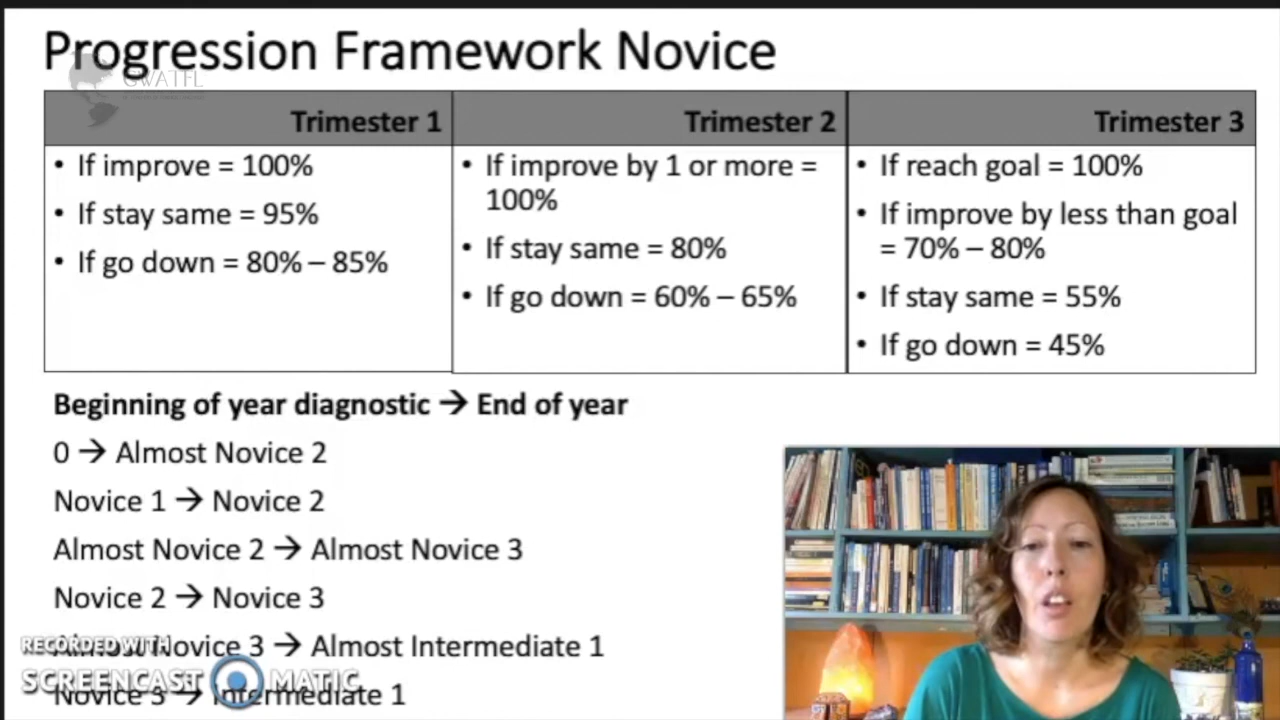 Progression Framework Novice
GWATFL
Trimester 1
Trimester 2
Trimester 3
• If improve = 100%
• If stay same = 95%
• If go down = 80% – 85%
• If improve by 1 or more =
100%
• If stay same = 80%
• If go down = 60% – 65%
• If reach goal = 100%
• If improve by less than goal
= 70% – 80%
• If stay same = 55%
• If go down = 45%
Beginning of year diagnostic → End of year
0 → Almost Novice 2
Novice 1 → Novice 2
Almost Novice 2 → Almost Novice 3
Novice 2 → Novice 3
Almost Novice 3 → Almost Intermediate 1
Novice 3 → Intermediate 1
RECORDED WITH
SCREENCAST MATIC